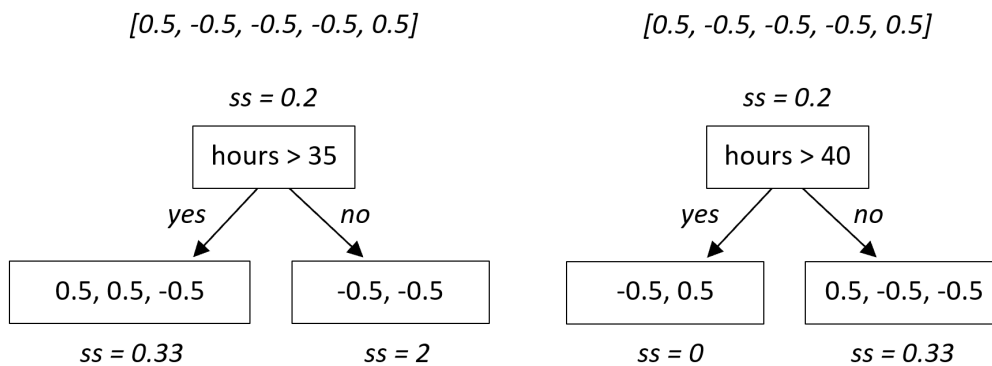 [0.5, -0.5, -0.5, -0.5, 0.5]
ss = 0.2
hours > 35
yes
no
0.5, 0.5, -0.5
-0.5, -0.5
ss = 0.33
ss = 2
[0.5, -0.5, -0.5, -0.5, 0.5]
ss = 0.2
hours > 40
yes
no
-0.5, 0.5
0.5, -0.5, -0.5
ss = 0
ss = 0.33